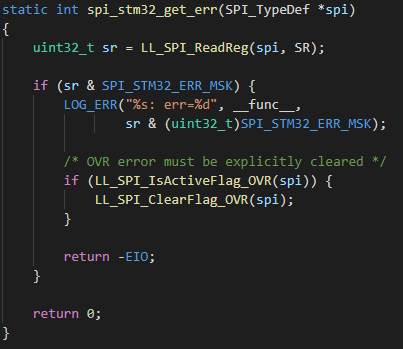 static int spi_stm32_get_err(SPI_TypeDef *spi)
{
    uint32_t sr = LL_SPI_ReadReg(spi, SR);

    if (sr & SPI_STM32_ERR_MSK) {
        LOG_ERR("%s: err=%d", __func__,
                sr & (uint32_t)SPI_STM32_ERR_MSK);

        /* OVR error must be explicitly cleared */
        if (LL_SPI_IsActiveFlag_OVR(spi)) {
            LL_SPI_ClearFlag_OVR(spi);
        }

        return -EIO;
    }

    return 0;
}